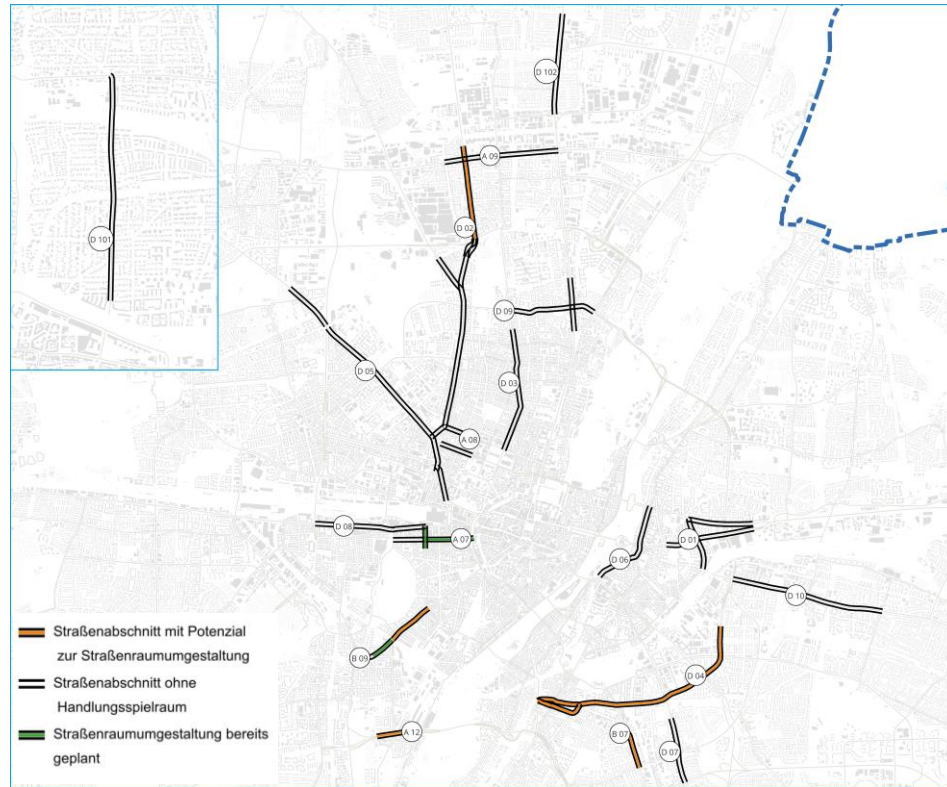 D 102
A 09
D 101
D 02
D 09
D 05
D 03
A 08
D 08
A 07
D 01
D 06
D 10
Straßenabschnitt mit Potenzial
zur Straßenraumumgestaltung
B 09
Straßenabschnitt ohne
Handlungsspielraum
D 04
Straßenraumumgestaltung bereits
geplant
A 12
B 07
D 07